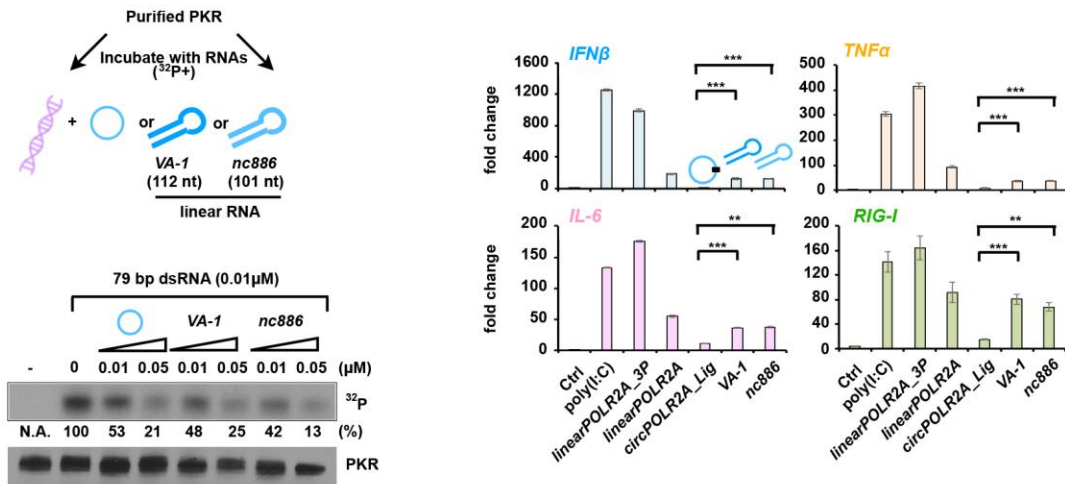 Purified PKR
Incubate with RNAs
(³²P+)
+ or or
VA-1 nc886
(112 nt) (101 nt)
linear RNA
79 bp dsRNA (0.01µM)
VA-1 nc886
- 0 0.01 0.05 0.01 0.05 0.01 0.05 (µM)
³²P
N.A. 100 53 21 48 25 42 13 (%)
PKR
IFNβ
fold change
1600
1200
800
400
0
***
***
TNFα
500
400
300
200
100
0
***
***
IL-6
fold change
200
150
100
50
0
**
***
RIG-I
200
160
120
80
40
0
**
***
Ctrl
poly(I:C)
linearPOLR2A_3P
linearPOLR2A
circPOLR2A_Lig
VA-1
nc886
Ctrl
poly(I:C)
linearPOLR2A_3P
linearPOLR2A
circPOLR2A_Lig
VA-1
nc886